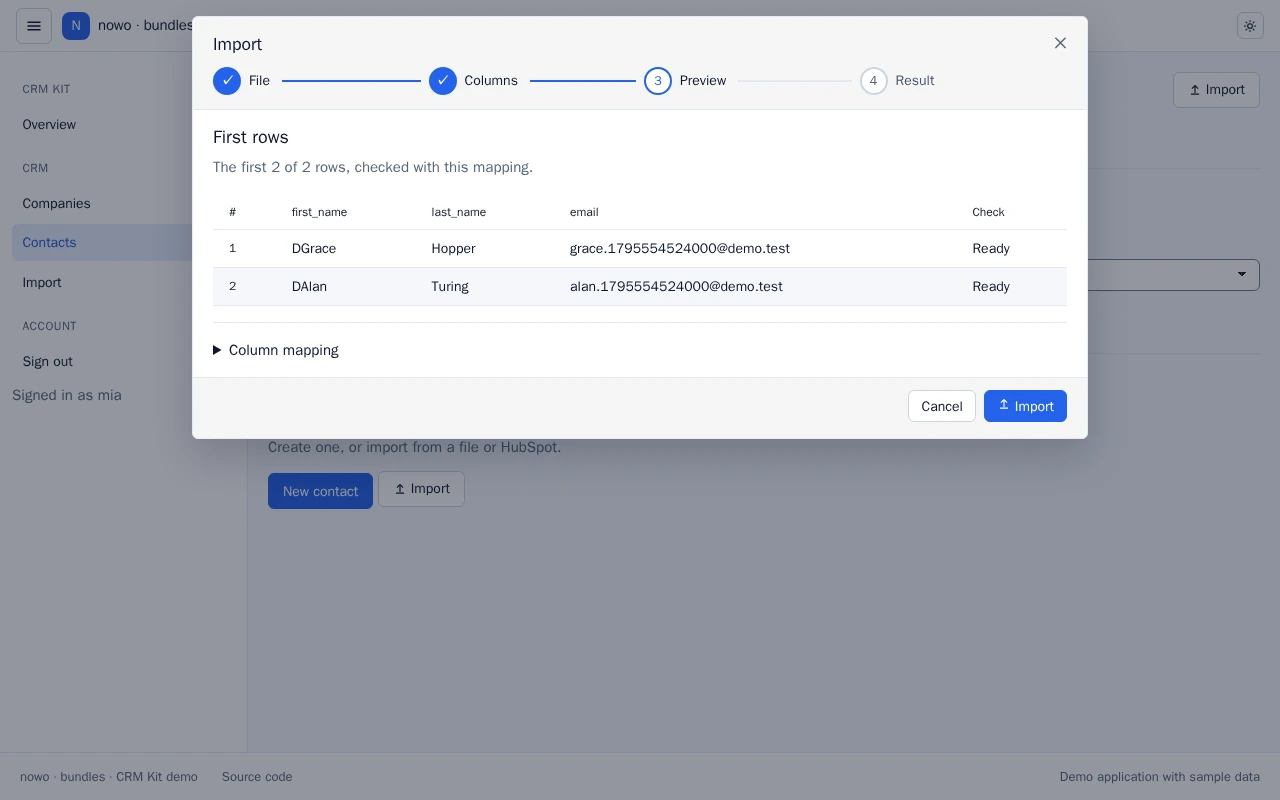 N nowo · bundles
Import
✓ File ✓ Columns 3 Preview 4 Result
CRM KIT
Overview
CRM
Companies
Contacts
Import
ACCOUNT
Sign out
Signed in as mia
Import
First rows
The first 2 of 2 rows, checked with this mapping.
# first_name last_name email Check
1 DGrace Hopper grace.1795554524000@demo.test Ready
2 DAlan Turing alan.1795554524000@demo.test Ready
Column mapping
Cancel Import
Create one, or import from a file or HubSpot.
New contact Import
nowo · bundles · CRM Kit demo Source code Demo application with sample data